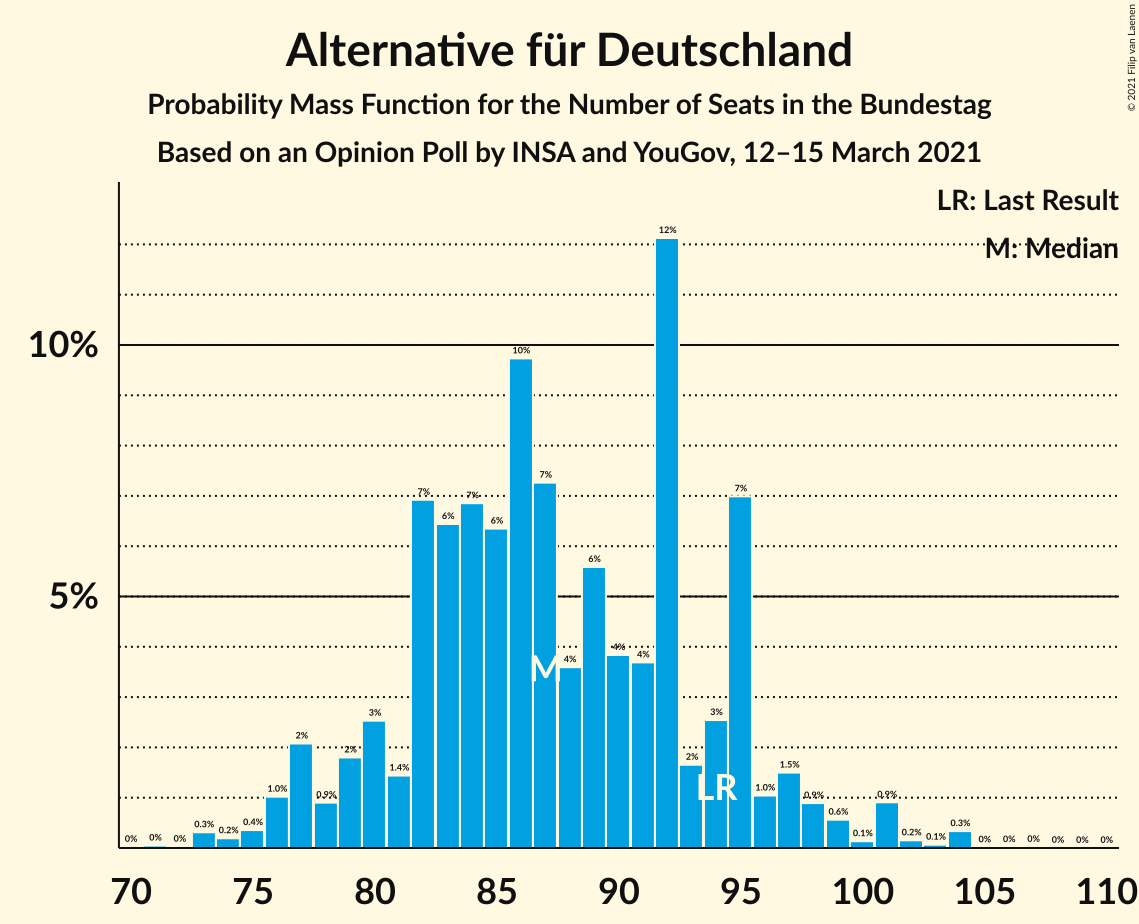 Alternative für Deutschland
Probability Mass Function for the Number of Seats in the Bundestag
Based on an Opinion Poll by INSA and YouGov, 12–15 March 2021
© 2021 Filip van Laenen
LR: Last Result
M: Median
10%
5%
0% 0% 0% 0.3% 0.2% 0.4% 1.0% 2% 0.9% 2% 3% 1.4% 7% 6% 7% 6% 10% 7% 4% 6% 4% 4% 12% 2% 3% 7% 1.0% 1.5% 0.9% 0.6% 0.1% 0.9% 0.2% 0.1% 0.3% 0% 0% 0% 0% 0% 0%
M
LR
70 75 80 85 90 95 100 105 110